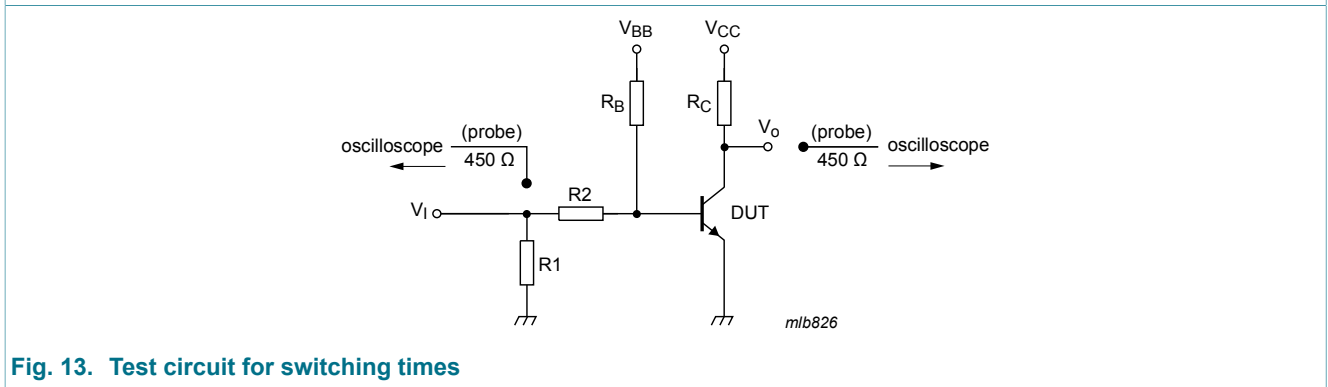 VBB
VCC
RB
RC
oscilloscope
(probe)
450 Ω
Vo
(probe)
450 Ω
oscilloscope
R2
VI
DUT
R1
mlb826
Fig. 13. Test circuit for switching times